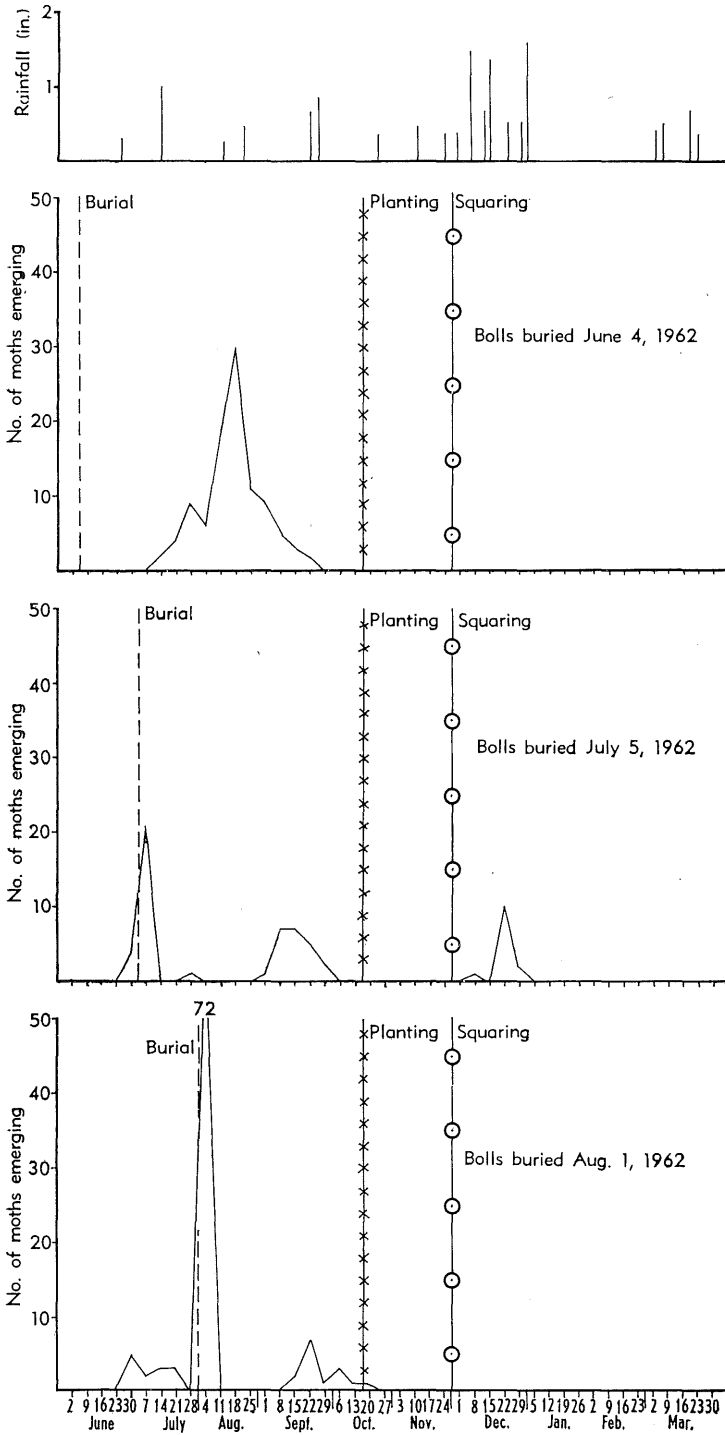 Rainfall (in.)
2
1
No. of moths emerging
50
40
30
20
10
Burial
Planting
Squaring
Bolls buried June 4, 1962
No. of moths emerging
50
40
30
20
10
Burial
Planting
Squaring
Bolls buried July 5, 1962
No. of moths emerging
72
50
40
30
20
10
Burial
Planting
Squaring
Bolls buried Aug. 1, 1962
2 9 16 23 30 7 14 21 28 4 11 18 25 1 8 15 22 29 6 13 20 27 3 10 17 24 1 8 15 22 29 5 12 19 26 2 9 16 23 2 9 16 23 30
June July Aug. Sept. Oct. Nov. Dec. Jan. Feb. Mar.